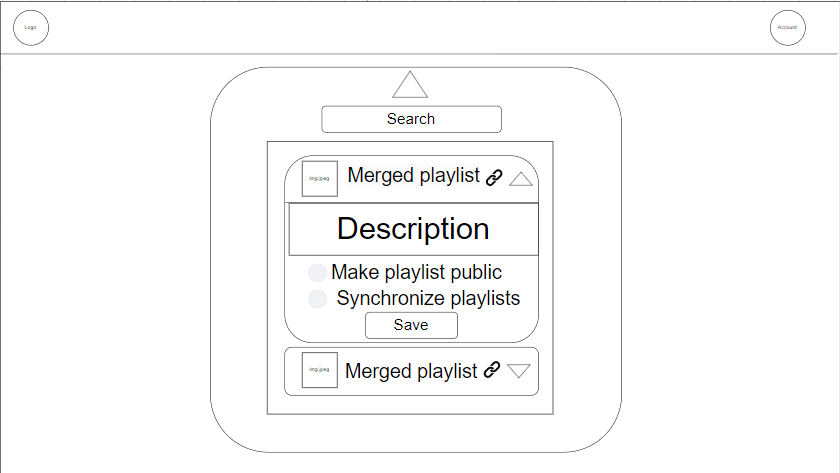 Logo
Account
Search
img.jpeg
Merged playlist
Description
Make playlist public
Synchronize playlists
Save
img.jpeg
Merged playlist